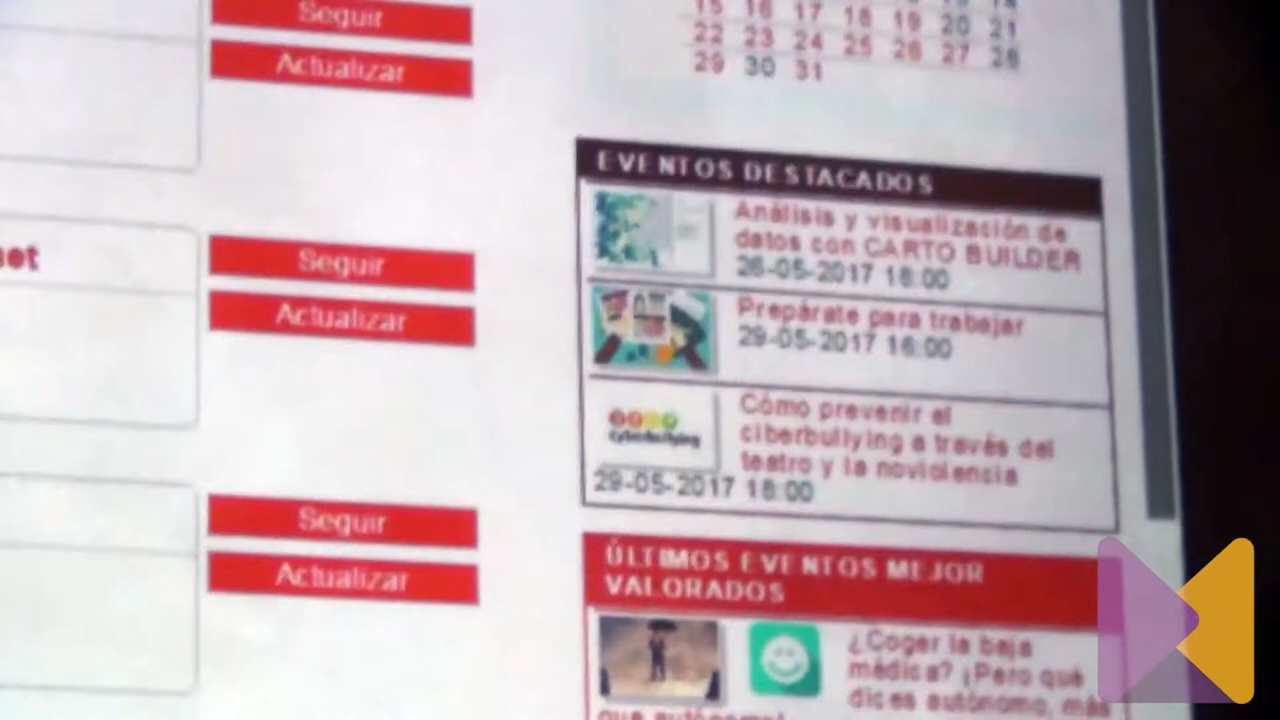 Seguir
Actualizar
15 16 17 18 19 20 21
22 23 24 25 26 27 28
29 30 31
Seguir
Actualizar
Seguir
Actualizar
EVENTOS DESTACADOS
Análisis y visualización de
datos con CARTO BUILDER
26-05-2017 18:00
Prepárate para trabajar
29-05-2017 16:00
Cómo prevenir el
ciberbullying a través del
teatro y la noviolencia
29-05-2017 18:00
cyberbullying
ÚLTIMOS EVENTOS MEJOR
VALORADOS
¿Coger la baja
médica? ¡Pero qué
dices autónomo, más
que autónomo!